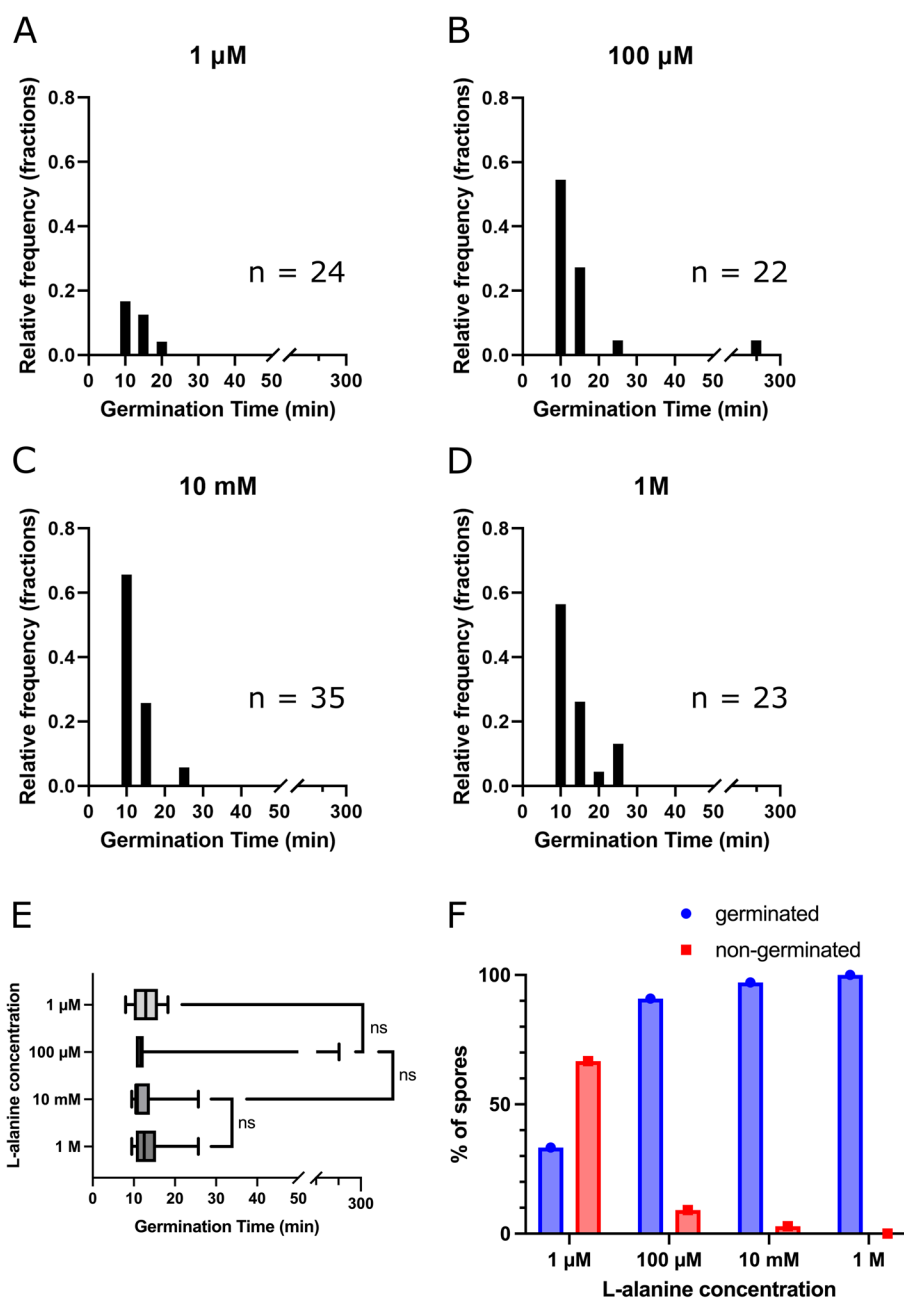 A
1 µM
Relative frequency (fractions)
0.8
0.6
0.4
0.2
0.0
n = 24
0 10 20 30 40 50 300
Germination Time (min)
B
100 µM
Relative frequency (fractions)
0.8
0.6
0.4
0.2
0.0
n = 22
0 10 20 30 40 50 300
Germination Time (min)
C
10 mM
Relative frequency (fractions)
0.8
0.6
0.4
0.2
0.0
n = 35
0 10 20 30 40 50 300
Germination Time (min)
D
1M
Relative frequency (fractions)
0.8
0.6
0.4
0.2
0.0
n = 23
0 10 20 30 40 50 300
Germination Time (min)
E
L-alanine concentration
1 µM
100 µM
10 mM
1 M
ns
ns
ns
0 10 20 30 40 50 300
Germination Time (min)
F
germinated
non-germinated
% of spores
100
50
0
1 µM 100 µM 10 mM 1 M
L-alanine concentration